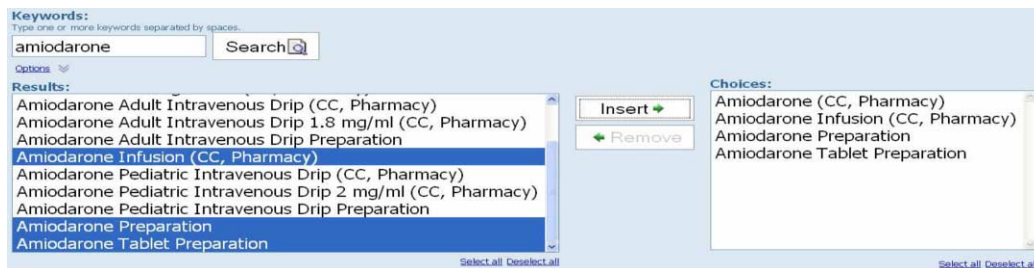 Keywords:
Type one or more keywords separated by spaces.
amiodarone
Search
Options
Results:
Amiodarone Adult Intravenous Drip (CC, Pharmacy)
Amiodarone Adult Intravenous Drip 1.8 mg/ml (CC, Pharmacy)
Amiodarone Adult Intravenous Drip Preparation
Amiodarone Infusion (CC, Pharmacy)
Amiodarone Pediatric Intravenous Drip (CC, Pharmacy)
Amiodarone Pediatric Intravenous Drip 2 mg/ml (CC, Pharmacy)
Amiodarone Pediatric Intravenous Drip Preparation
Amiodarone Preparation
Amiodarone Tablet Preparation
Select all Deselect all
Insert
Remove
Choices:
Amiodarone (CC, Pharmacy)
Amiodarone Infusion (CC, Pharmacy)
Amiodarone Preparation
Amiodarone Tablet Preparation
Select all Deselect a